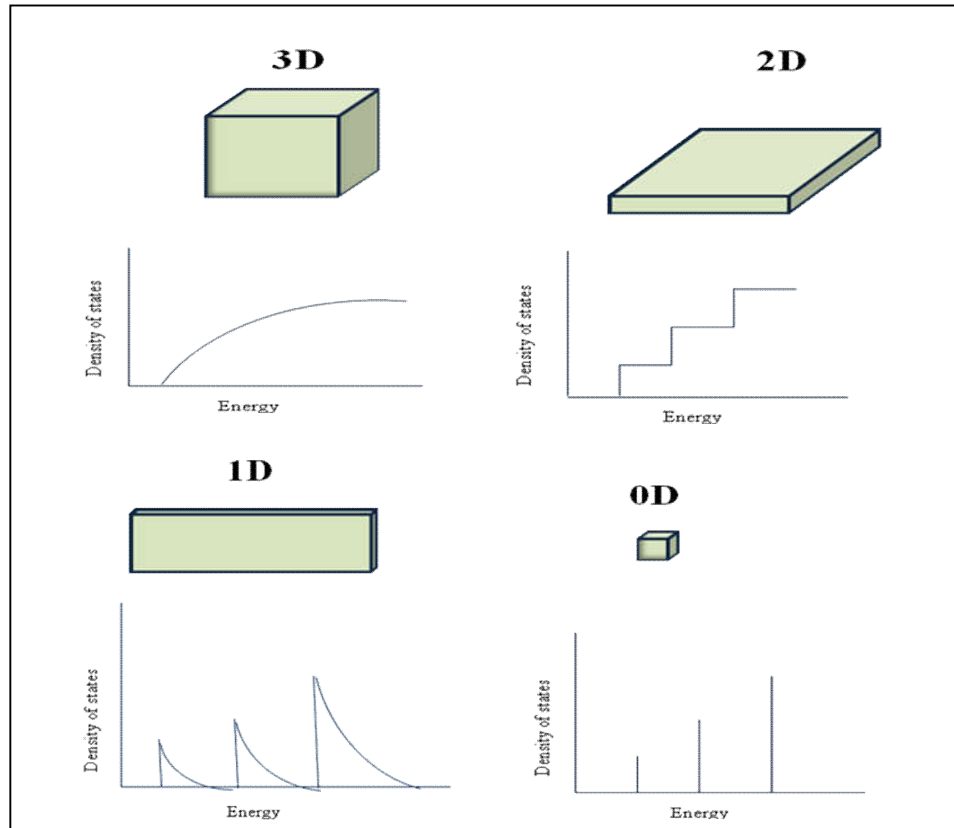 3D
Density of states
Energy
2D
Density of states
Energy
1D
Density of states
Energy
0D
Density of states
Energy